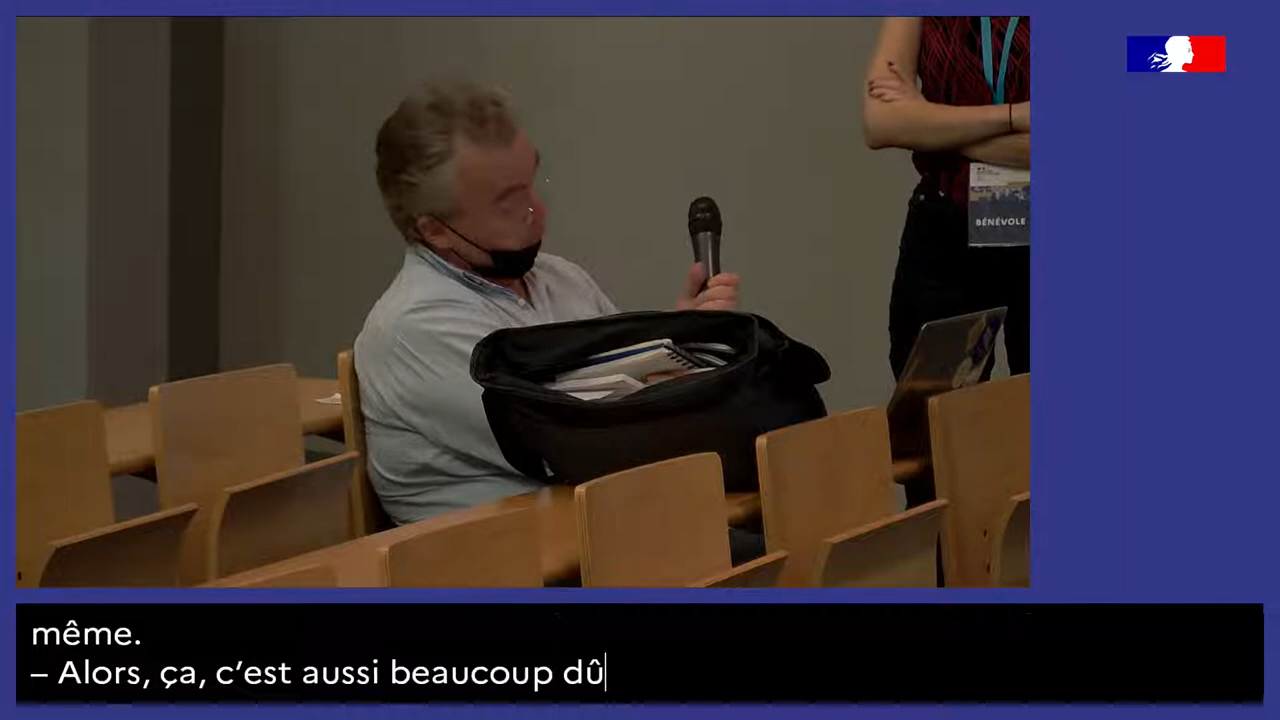 BÉNÉVOLE
même.
– Alors, ça, c’est aussi beaucoup dû